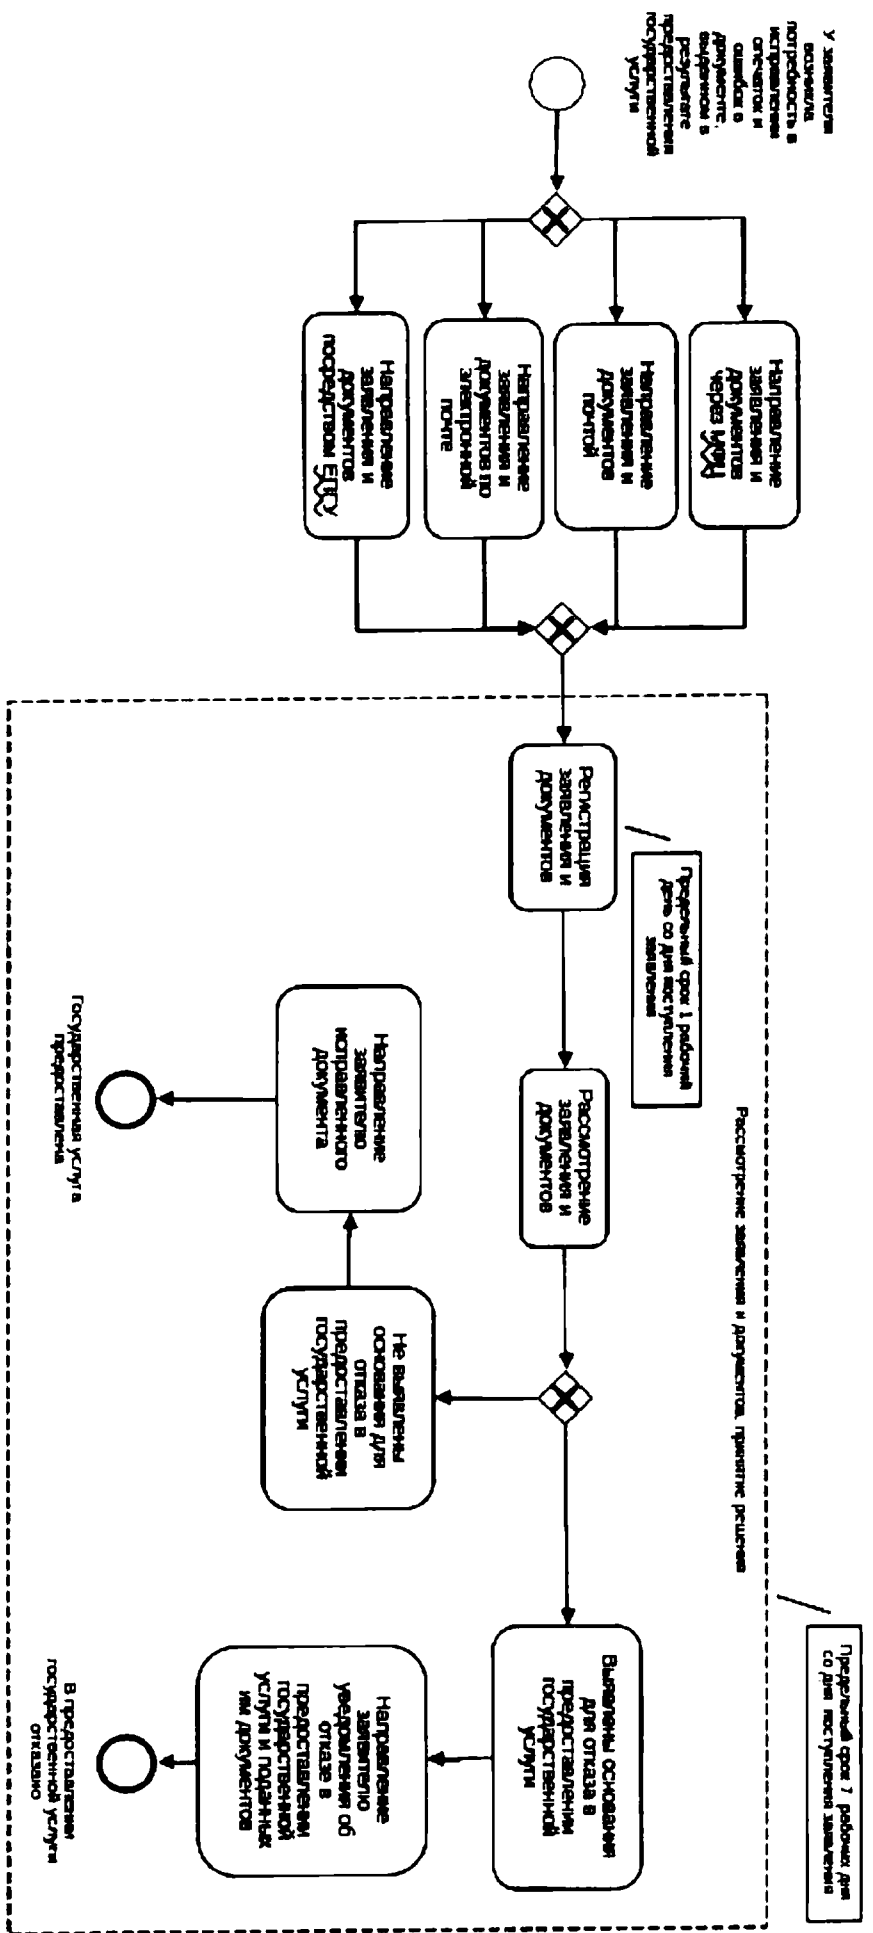 У заявителя
возникла
потребность в
исправлении
опечаток и
ошибок в
документе,
выданном в
результате
предоставления
государственной
услуги
Направление
заявления и
документов
через МФЦ
Направление
заявления и
документов
почтой
Направление
заявления и
документов по
электронной
почте
Направление
заявления и
документов
посредством ЕПГУ
Предельный срок 7 рабочих дня
со дня поступления заявления
Рассмотрение заявления и документов, принятие решения
Предельный срок 1 рабочий
день со дня поступления
заявления
Регистрация
заявления и
документов
Рассмотрение
заявления и
документов
Выявлены основания
для отказа в
предоставлении
государственной
услуги
Не выявлены
основания для
отказа в
предоставлении
государственной
услуги
Направление
заявителю
исправленного
документа
Направление
заявителю
уведомления об
отказе в
предоставлении
государственной
услуги и поданных
им документов
Государственная услуга
предоставлена
В предоставлении
государственной услуги
отказано